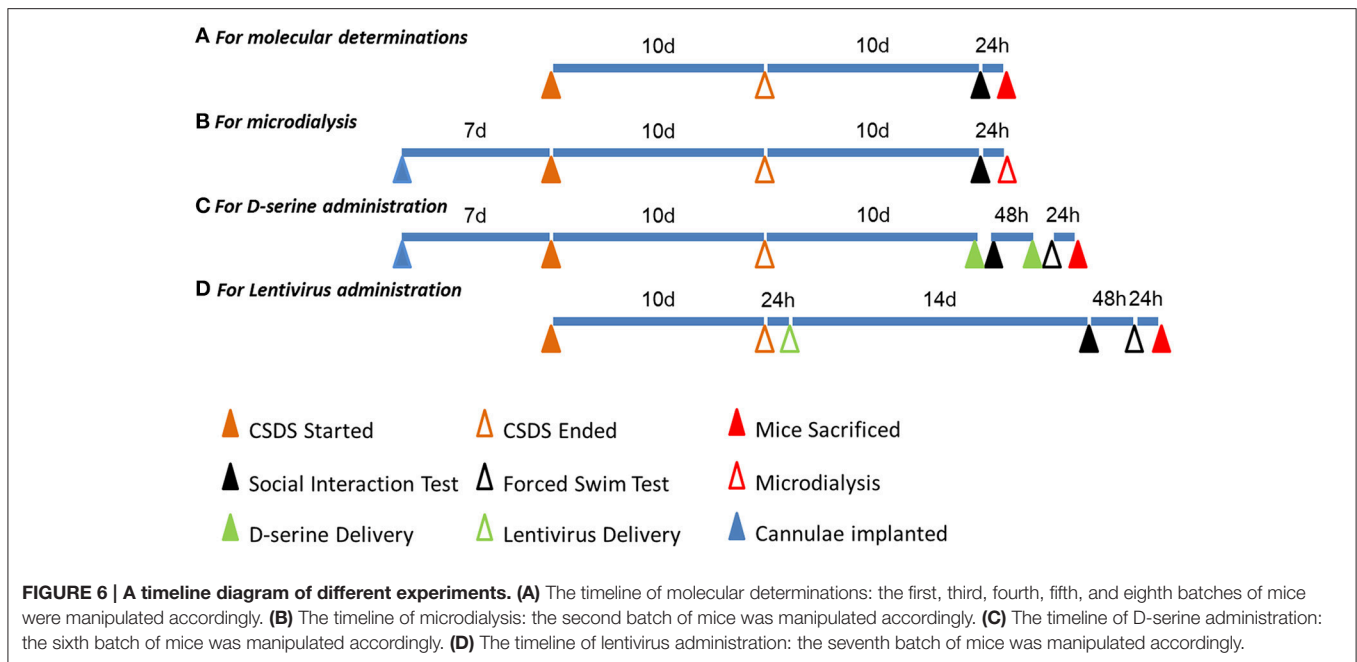 A For molecular determinations
10d 10d 24h
B For microdialysis
7d 10d 10d 24h
C For D-serine administration
7d 10d 10d 48h 24h
D For Lentivirus administration
10d 24h 14d 48h 24h
CSDS Started CSDS Ended Mice Sacrificed
Social Interaction Test Forced Swim Test Microdialysis
D-serine Delivery Lentivirus Delivery Cannulae implanted
FIGURE 6 | A timeline diagram of different experiments. (A) The timeline of molecular determinations: the first, third, fourth, fifth, and eighth batches of mice
were manipulated accordingly. (B) The timeline of microdialysis: the second batch of mice was manipulated accordingly. (C) The timeline of D-serine administration:
the sixth batch of mice was manipulated accordingly. (D) The timeline of lentivirus administration: the seventh batch of mice was manipulated accordingly.